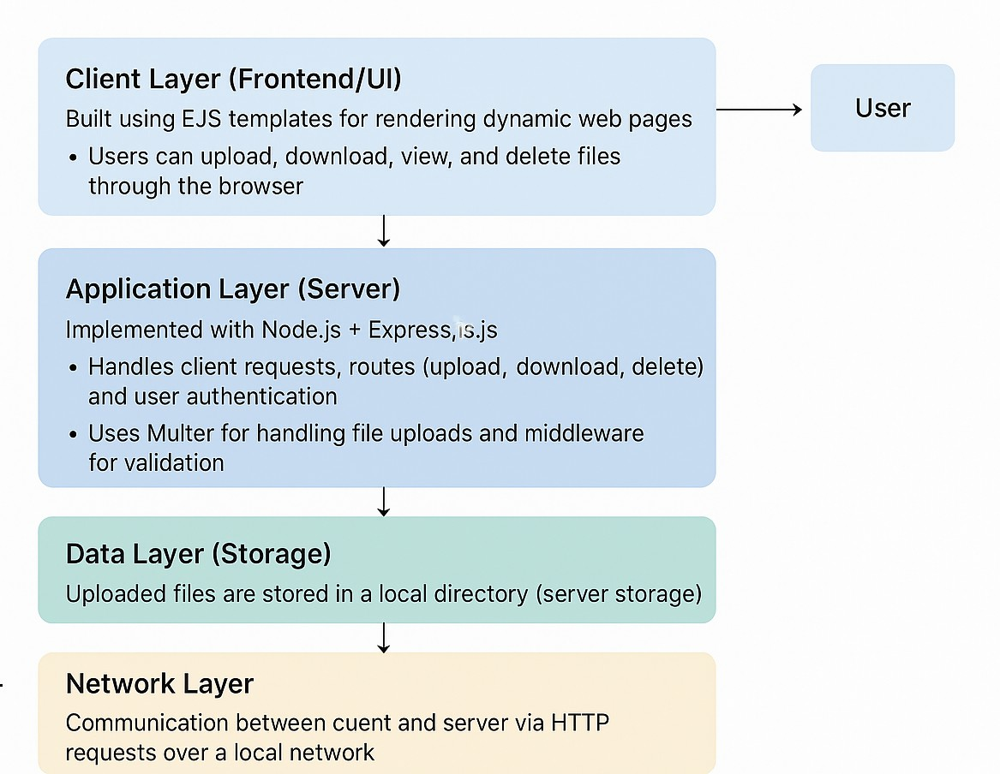 Client Layer (Frontend/UI)
Built using EJS templates for rendering dynamic web pages
• Users can upload, download, view, and delete files
through the browser
User
Application Layer (Server)
Implemented with Node.js + Express,is.js
• Handles client requests, routes (upload, download, delete)
and user authentication
• Uses Multer for handling file uploads and middleware
for validation
Data Layer (Storage)
Uploaded files are stored in a local directory (server storage)
Network Layer
Communication between cuent and server via HTTP
requests over a local network